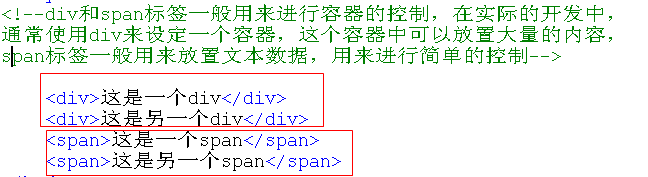 <!--div和span标签一般用来进行容器的控制，在实际的开发中，
通常使用div来设定一个容器，这个容器中可以放置大量的内容，
span标签一般用来放置文本数据，用来进行简单的控制-->
<div>这是一个div</div>
<div>这是另一个div</div>
<span>这是一个span</span>
<span>这是另一个span</span>